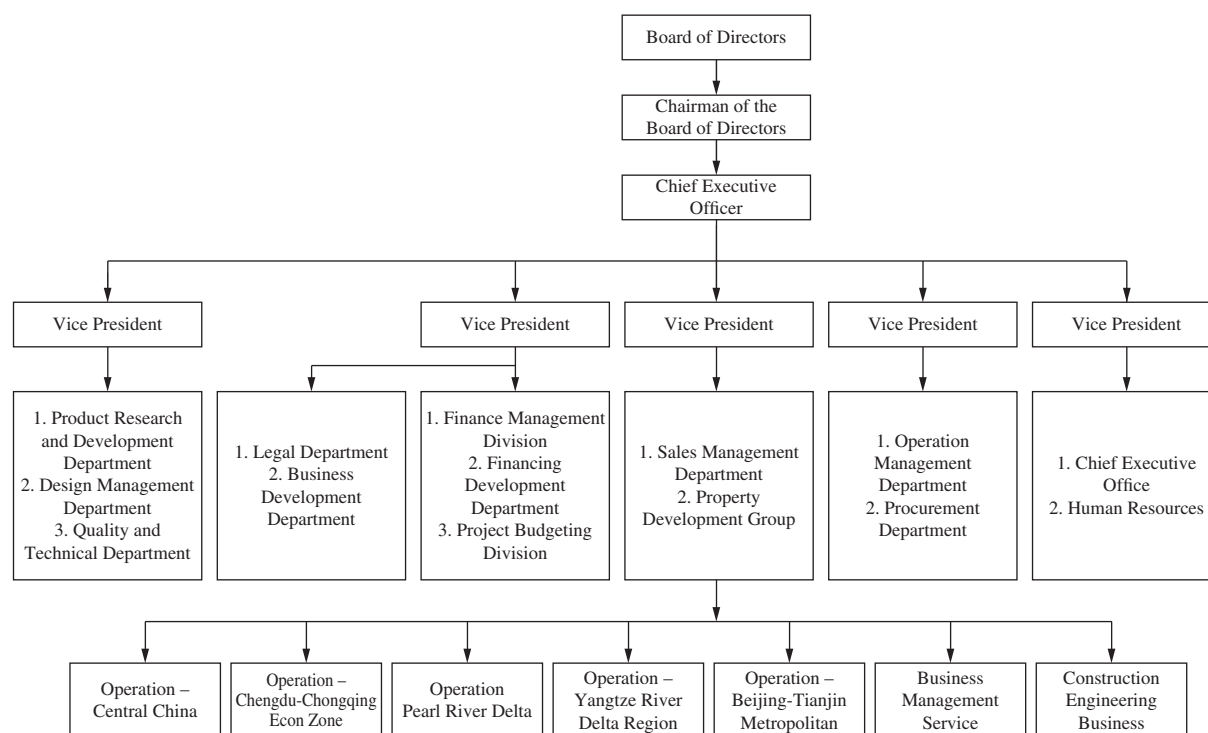 Board of Directors
Chairman of the
Board of Directors
Chief Executive
Officer
Vice President
Vice President
Vice President
Vice President
Vice President
1. Product Research
and Development
Department
2. Design Management
Department
3. Quality and
Technical Department
1. Legal Department
2. Business
Development
Department
1. Finance Management
Division
2. Financing
Development
Department
3. Project Budgeting
Division
1. Sales Management
Department
2. Property
Development Group
1. Operation
Management
Department
2. Procurement
Department
1. Chief Executive
Office
2. Human Resources
Operation –
Central China
Operation –
Chengdu-Chongqing
Econ Zone
Operation
Pearl River Delta
Operation –
Yangtze River
Delta Region
Operation –
Beijing-Tianjin
Metropolitan
Business
Management
Service
Construction
Engineering
Business